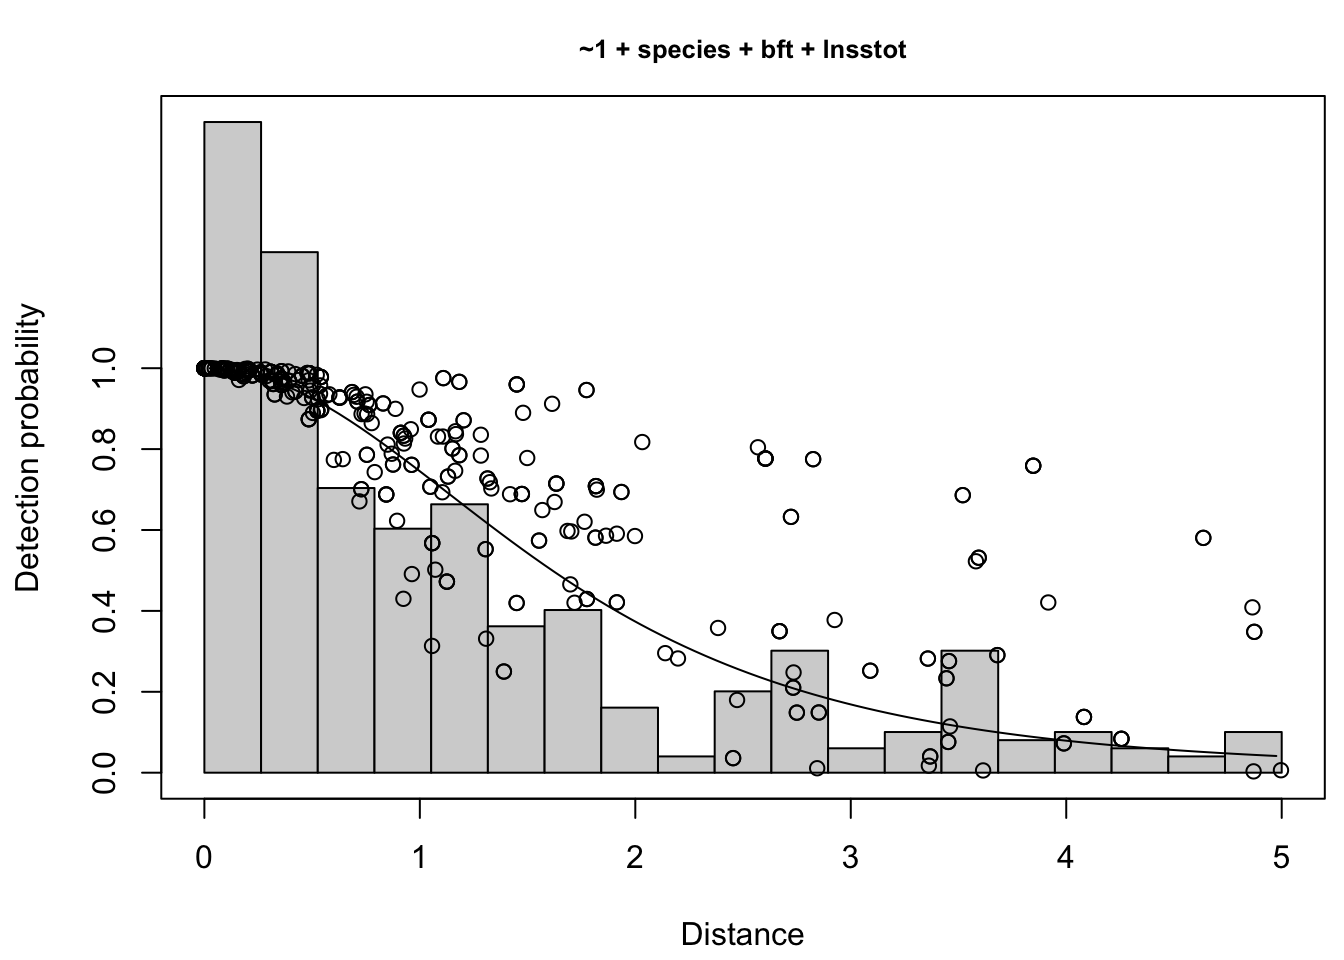 ~1 + species + bft + lnsstot
Detection probability
1.0
0.8
0.6
0.4
0.2
0.0
0 1 2 3 4 5
Distance